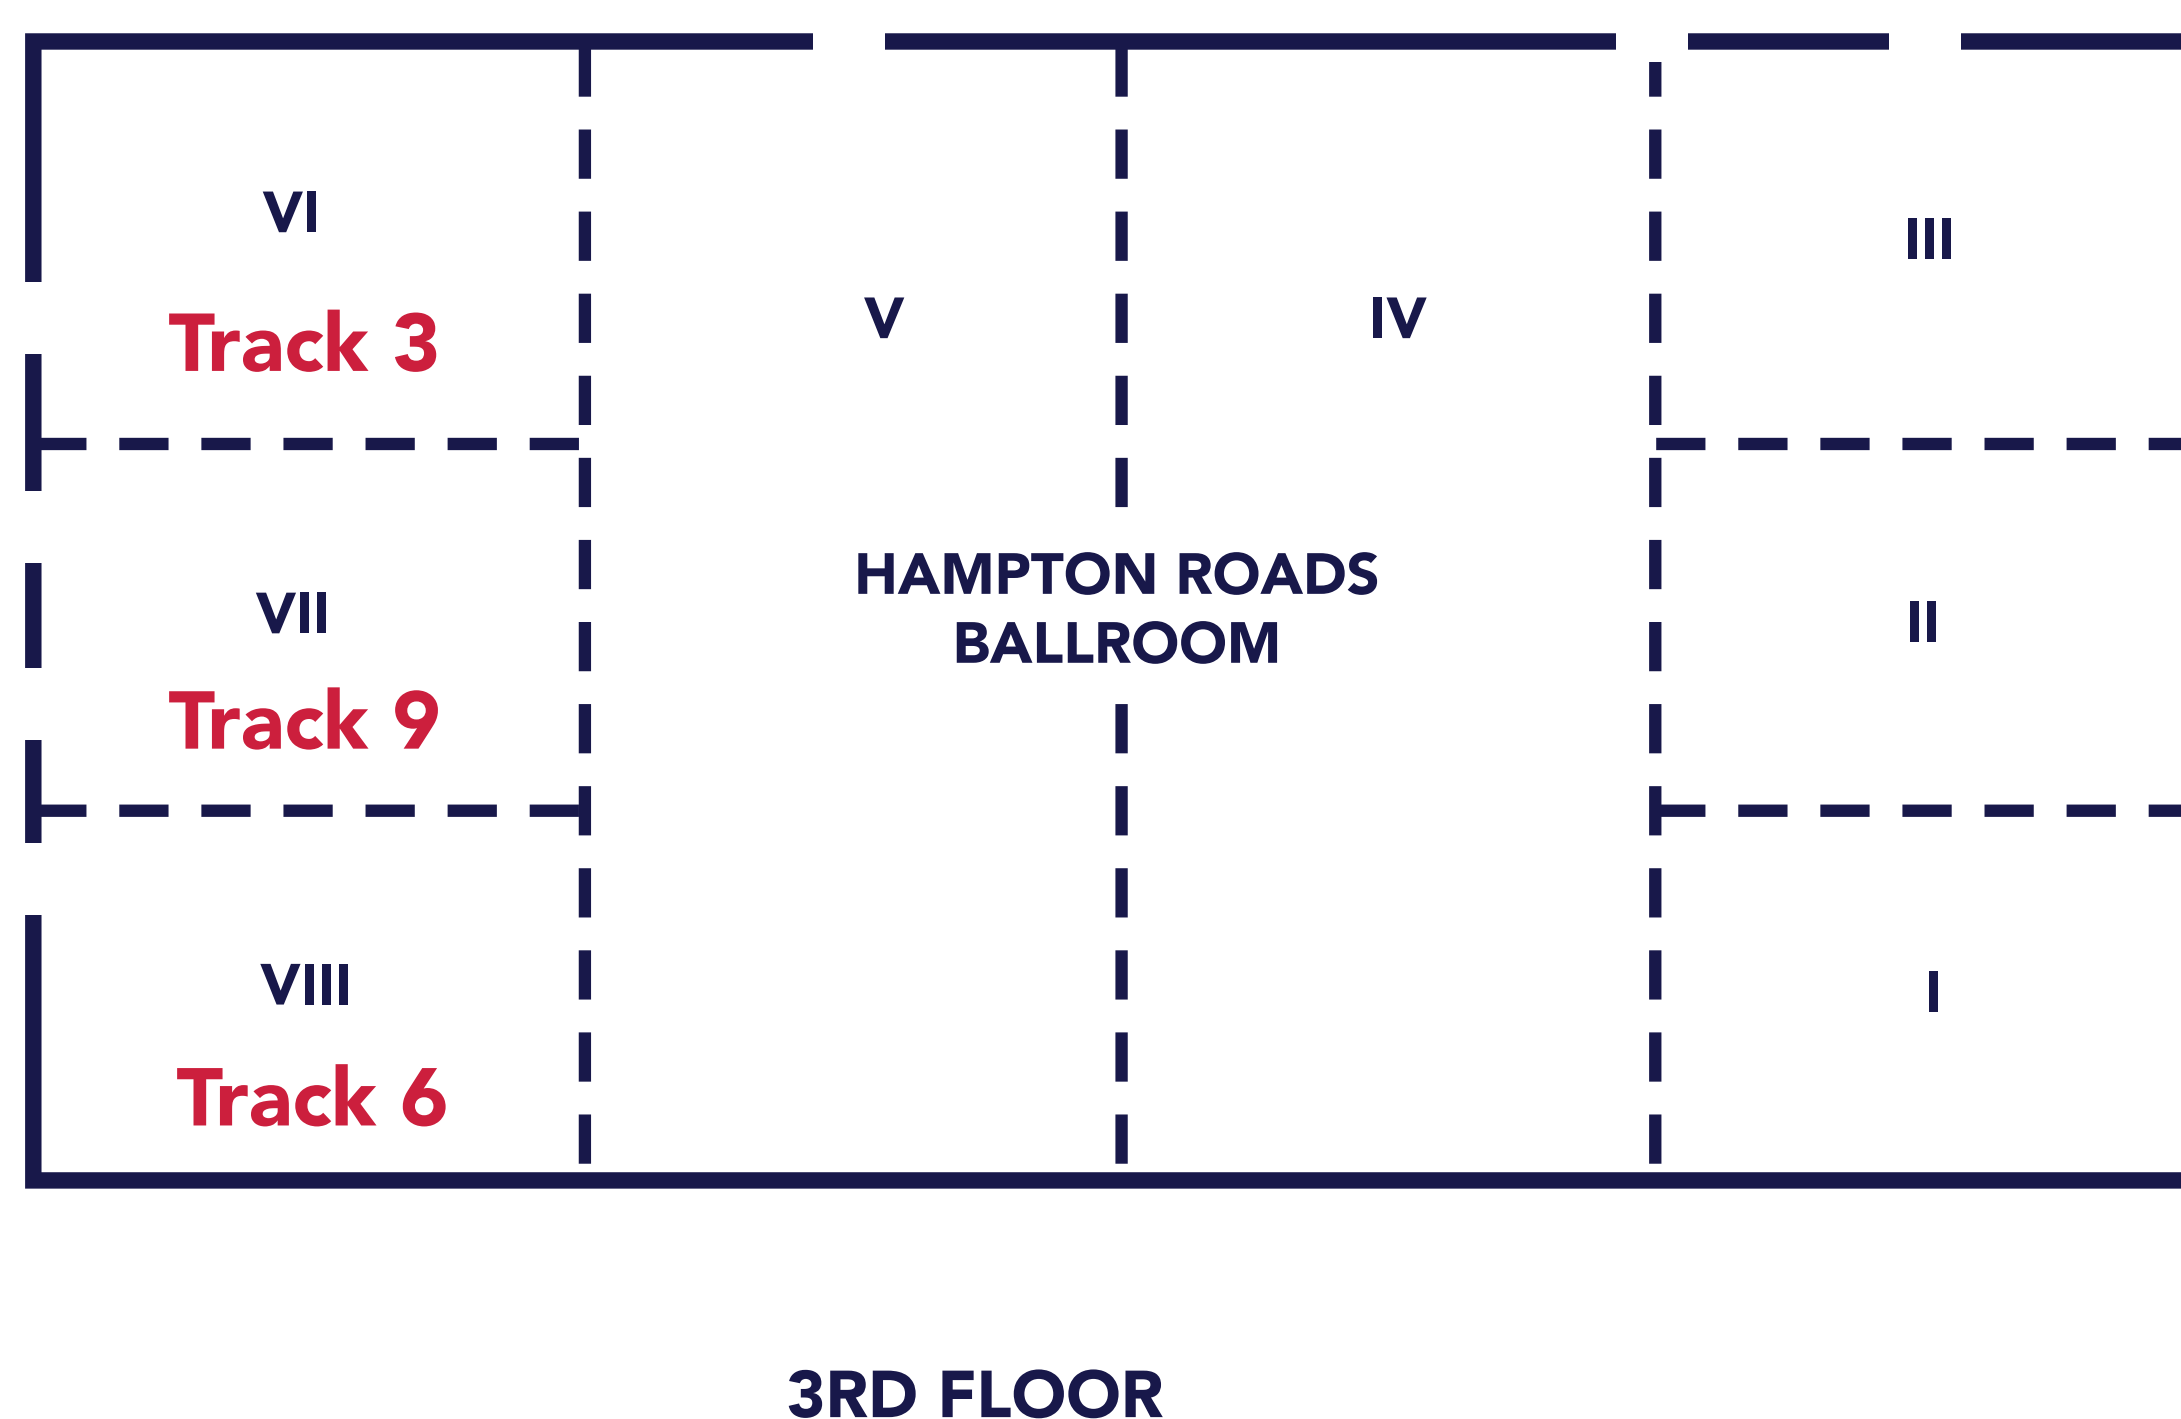 VI
Track 3
V
IV
III
HAMPTON ROADS
BALLROOM
VII
Track 9
II
VIII
Track 6
I
3RD FLOOR